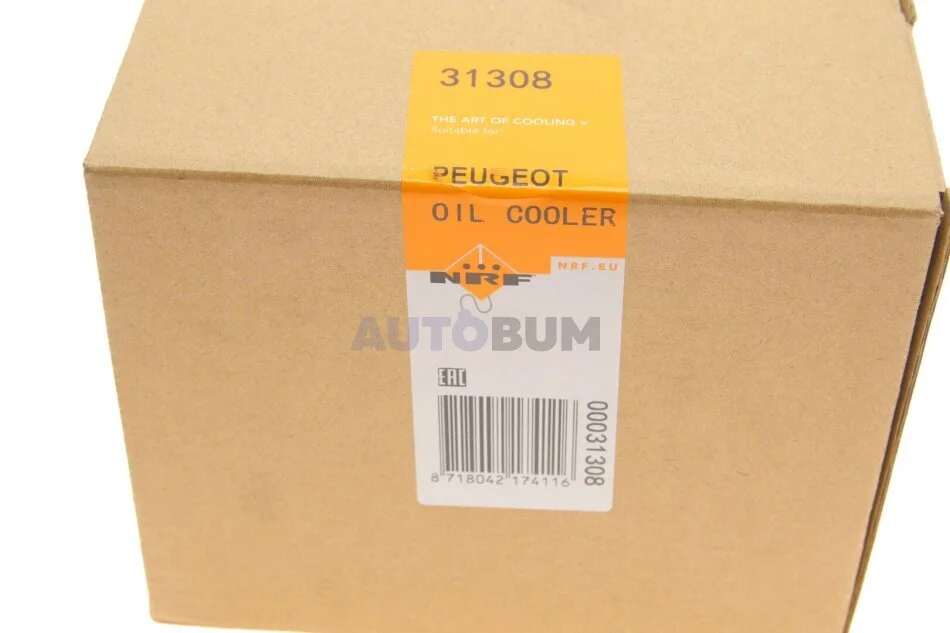 31308
THE ART OF COOLING »
Suitable for:
PEUGEOT
OIL COOLER
NRF
NRF.EU
AUTOBUM
EAC
00031308
8 718042 174116